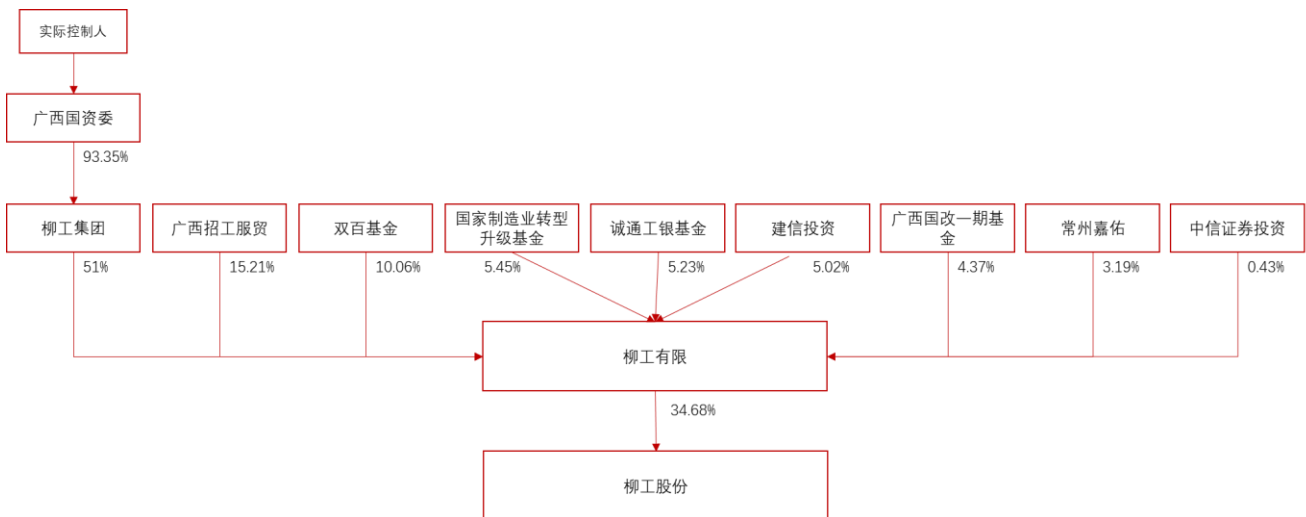 实际控制人
广西国资委
93.35%
柳工集团
广西招工服贸
双百基金
国家制造业转型
升级基金
诚通工银基金
建信投资
广西国改一期基
金
常州嘉佑
中信证券投资
51%
15.21%
10.06%
5.45%
5.23%
5.02%
4.37%
3.19%
0.43%
柳工有限
34.68%
柳工股份